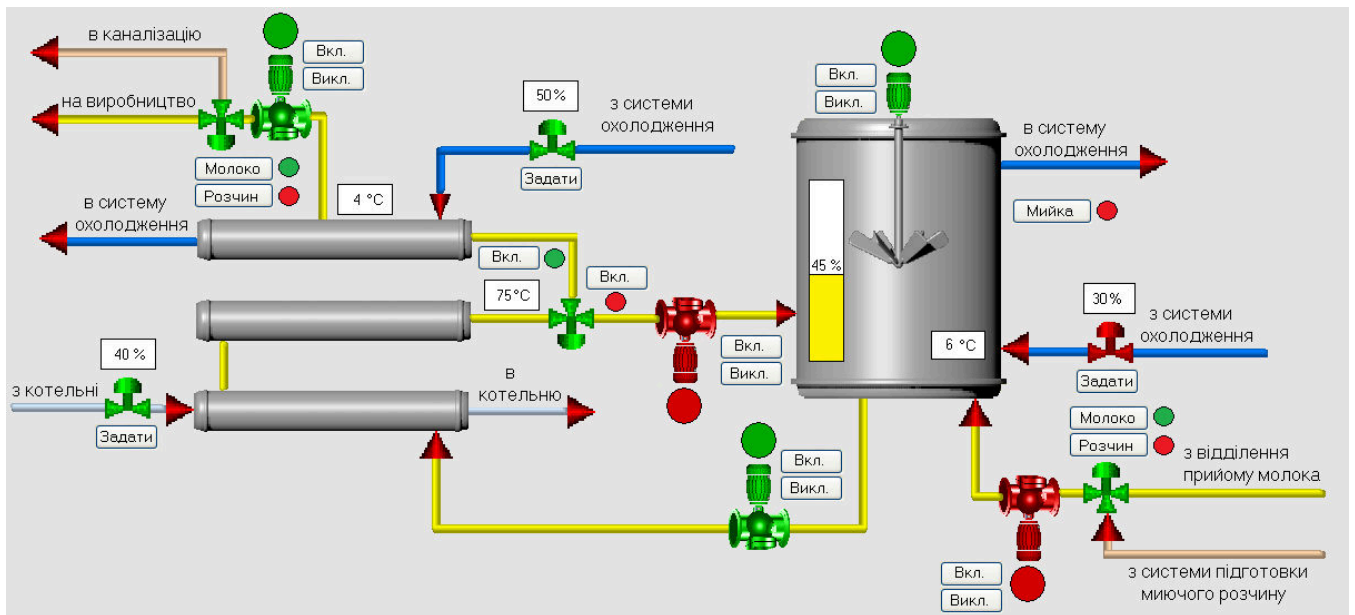 в каналізацію
Вкл.
Викл.
на виробництво
Молоко
Розчин
4 °C
50%
з системи
охолодження
Задати
Вкл.
Викл.
в систему
охолодження
Мийка
в систему
охолодження
Вкл.
75°C
Вкл.
45 %
6 °C
30%
з системи
охолодження
Задати
Вкл.
Викл.
40 %
з котельні
Задати
в
котельню
Вкл.
Викл.
Молоко
Розчин
з відділення
прийому молока
Вкл.
Викл.
з системи підготовки
миючого розчину